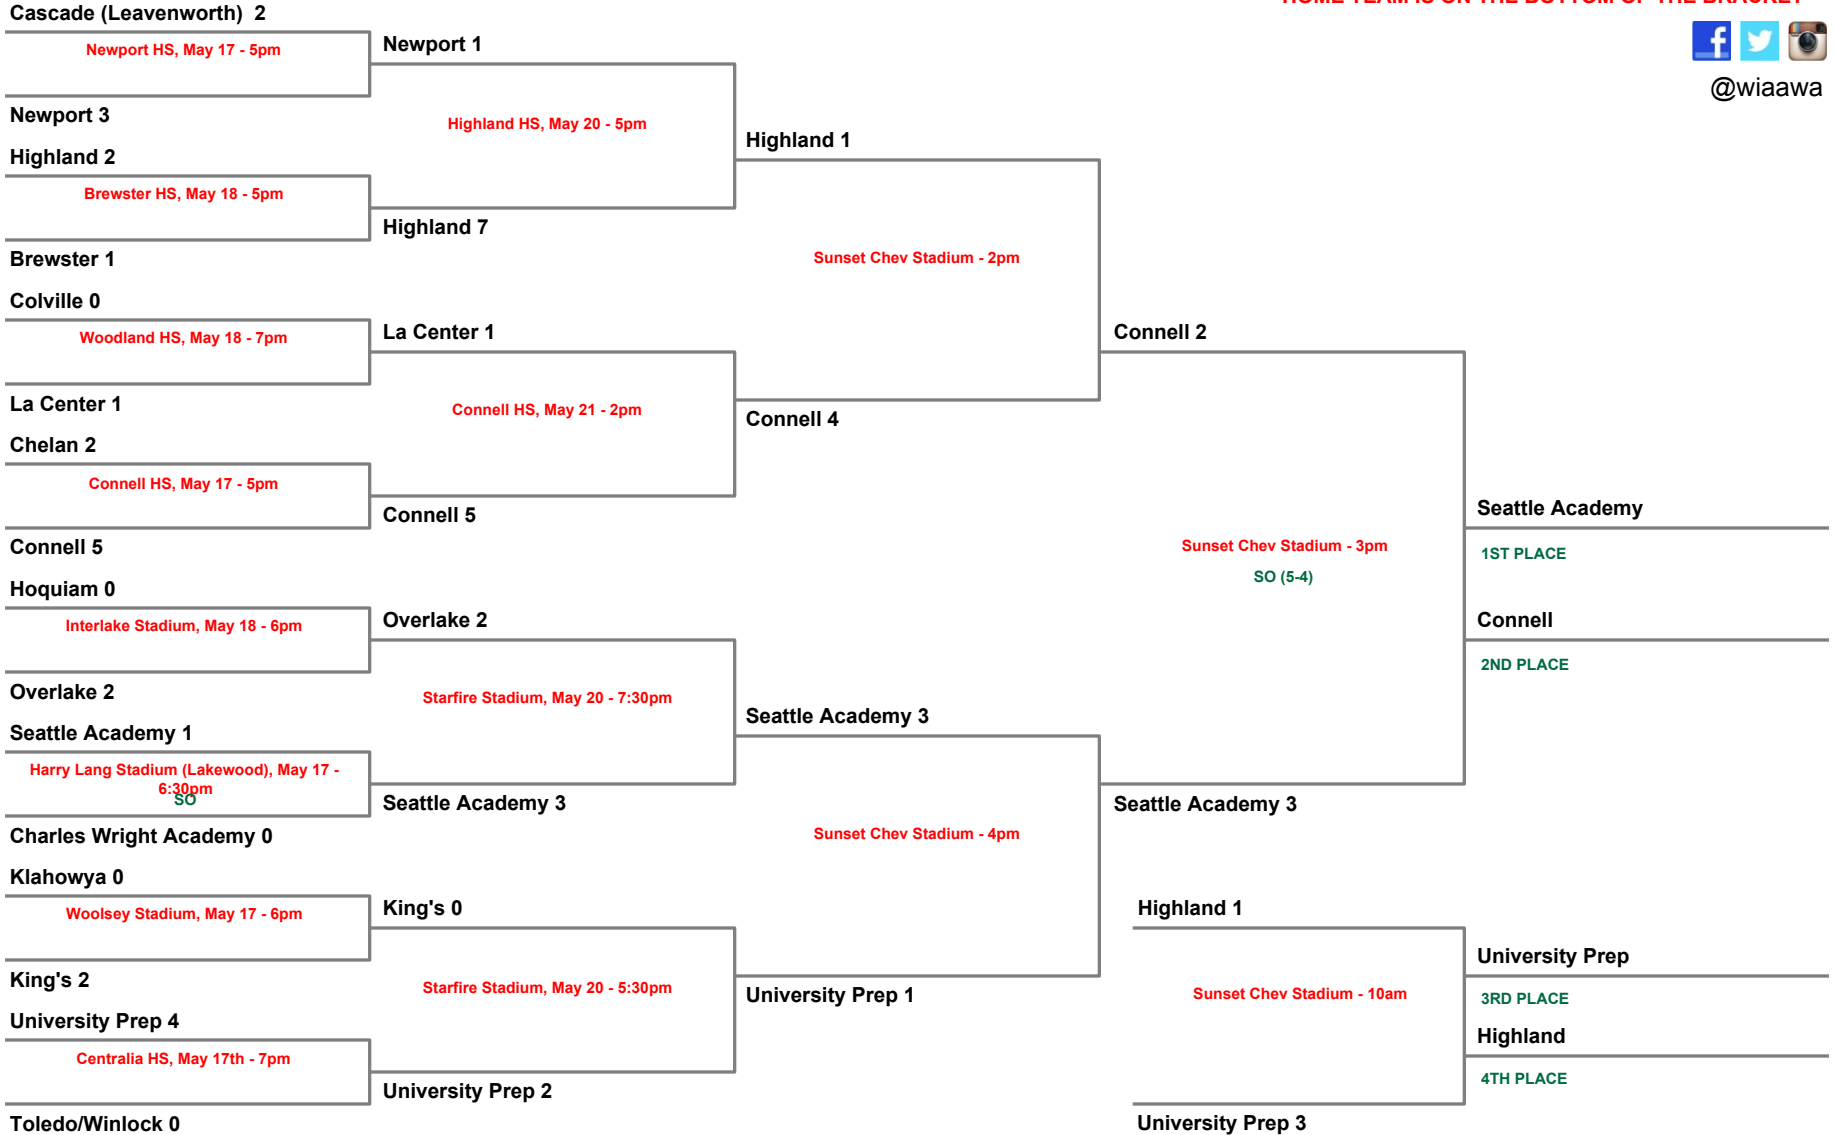 HOME TEAM IS ON THE BOTTOM OF THE BRACKET
@wiaawa
Cascade (Leavenworth) 2
Newport HS, May 17 - 5pm
Newport 3
Highland 2
Brewster HS, May 18 - 5pm
Brewster 1
Colville 0
Woodland HS, May 18 - 7pm
La Center 1
Chelan 2
Connell HS, May 17 - 5pm
Connell 5
Hoquiam 0
Interlake Stadium, May 18 - 6pm
Overlake 2
Seattle Academy 1
Harry Lang Stadium (Lakewood), May 17 -
6:30pm
SO
Charles Wright Academy 0
Klahowya 0
Woolsey Stadium, May 17 - 6pm
King's 2
University Prep 4
Centralia HS, May 17th - 7pm
Toledo/Winlock 0
Newport 1
Highland HS, May 20 - 5pm
Highland 7
La Center 1
Connell HS, May 21 - 2pm
Connell 5
Overlake 2
Starfire Stadium, May 20 - 7:30pm
Seattle Academy 3
King's 0
Starfire Stadium, May 20 - 5:30pm
University Prep 2
Highland 1
Sunset Chev Stadium - 2pm
Connell 4
Seattle Academy 3
Sunset Chev Stadium - 4pm
University Prep 1
Connell 2
Sunset Chev Stadium - 3pm
SO (5-4)
Seattle Academy 3
Highland 1
Sunset Chev Stadium - 10am
University Prep 3
Seattle Academy
1ST PLACE
Connell
2ND PLACE
University Prep
3RD PLACE
Highland
4TH PLACE